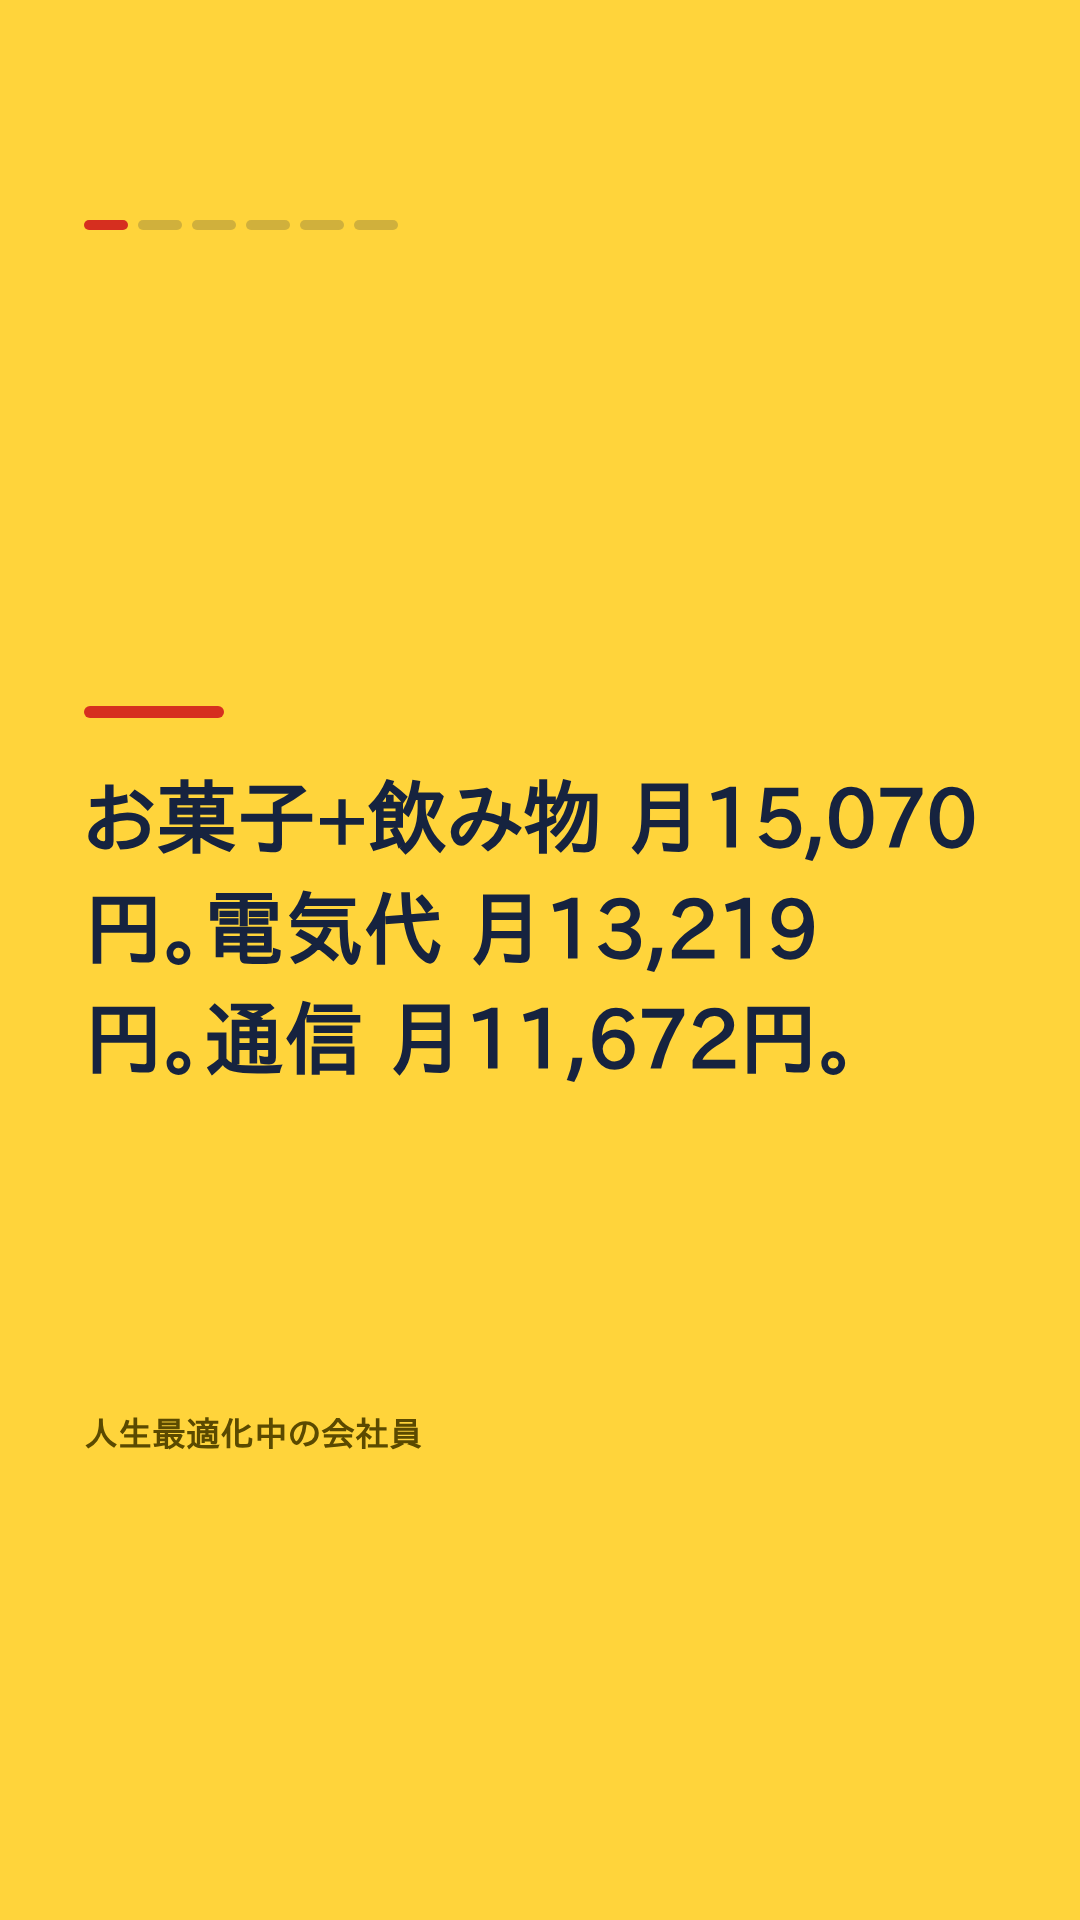 お菓子+飲み物 月15,070
円。電気代 月13,219
円。通信 月11,672円。
人生最適化中の会社員